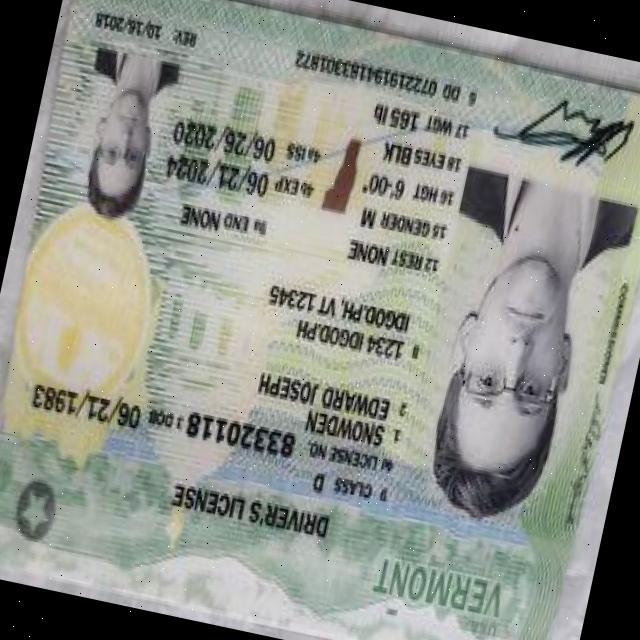 VERMONT
DRIVER'S LICENSE
9 CLASS D
4d LICENSE NO. 83320118 3 DOB 06/21/1983
1 SNOWDEN
2 EDWARD JOSEPH
8 1234 IDGOD.PH
IDGOD.PH, VT 12345
12 REST NONE 9a END NONE
15 GENDER M
16 HGT 6-00" 4b EXP 06/21/2024
18 EYES BLK 4a ISS 06/26/2020
17 WGT 165 lb
5 DD 0722191941183301972
REV. 10/16/2018